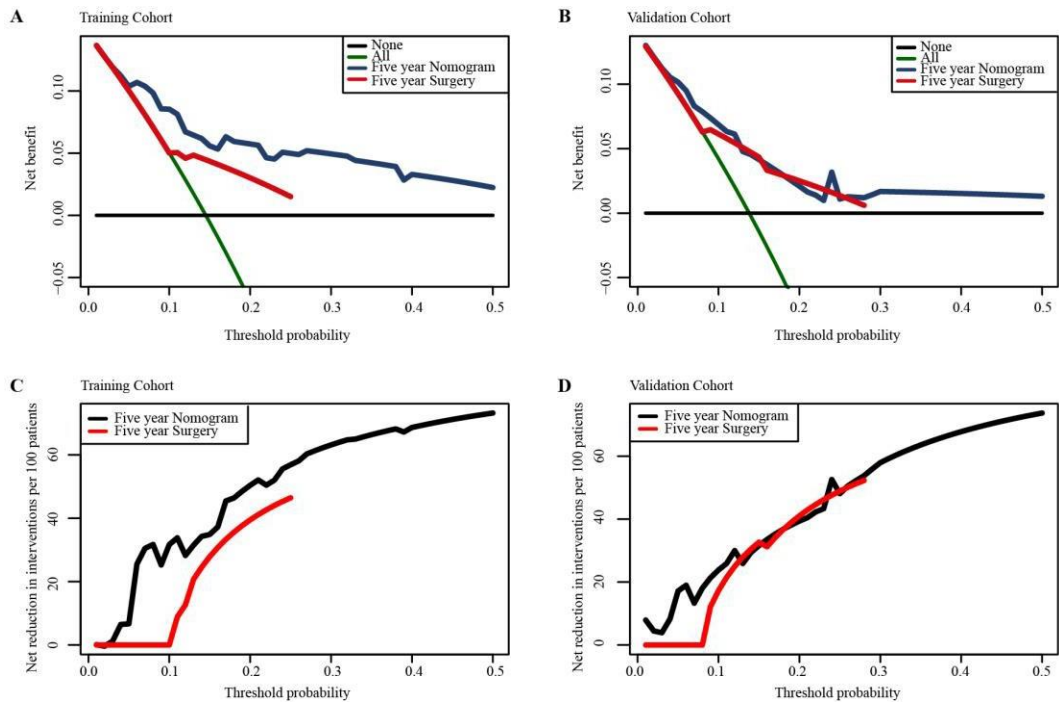 A
Training Cohort
None
All
Five year Nomogram
Five year Surgery
Net benefit
0.10
0.05
0.00
−0.05
0.0 0.1 0.2 0.3 0.4 0.5
Threshold probability
B
Validation Cohort
None
All
Five year Nomogram
Five year Surgery
Net benefit
0.10
0.05
0.00
−0.05
0.0 0.1 0.2 0.3 0.4 0.5
Threshold probability
C
Training Cohort
Five year Nomogram
Five year Surgery
Net reduction in interventions per 100 patients
60
40
20
0
0.0 0.1 0.2 0.3 0.4 0.5
Threshold probability
D
Validation Cohort
Five year Nomogram
Five year Surgery
Net reduction in interventions per 100 patients
60
40
20
0
0.0 0.1 0.2 0.3 0.4 0.5
Threshold probability